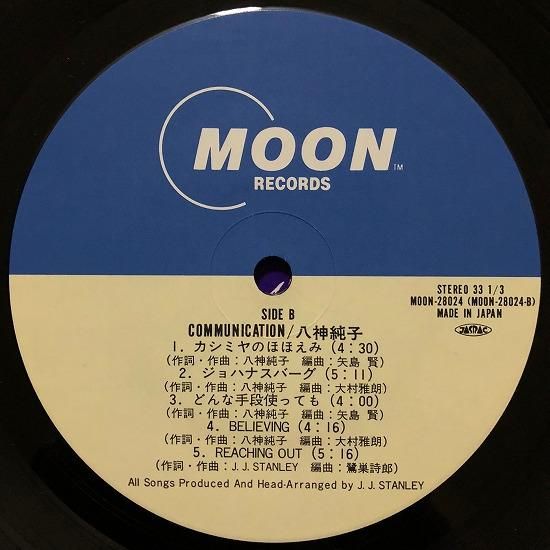 MOON
TM
RECORDS
STEREO 33 1/3
MOON-28024 (MOON-28024-B)
MADE IN JAPAN
JASRAC
SIDE B
COMMUNICATION/八神純子
1. カシミヤのほほえみ (4:30)
(作詞・作曲:八神純子 編曲:矢島 賢)
2. ジョハナスバーグ (5:11)
(作詞・作曲:八神純子 編曲:大村雅朗)
3. どんな手段使っても (4:00)
(作詞・作曲:八神純子 編曲:矢島 賢)
4. BELIEVING (4:16)
(作詞・作曲:八神純子 編曲:大村雅朗)
5. REACHING OUT (5:16)
(作詞・作曲:J. J. STANLEY 編曲:鷺巣詩郎)
All Songs Produced And Head-Arranged by J. J. STANLEY